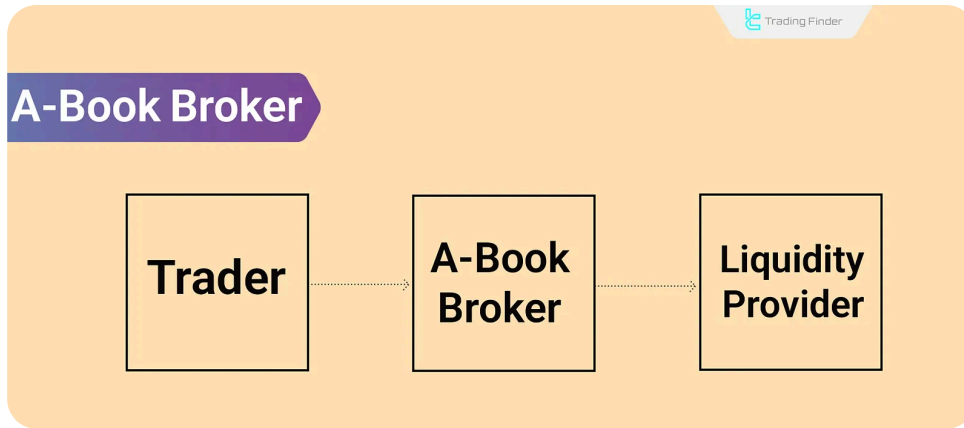 Trading Finder
A-Book Broker
Trader
A-Book
Broker
Liquidity
Provider